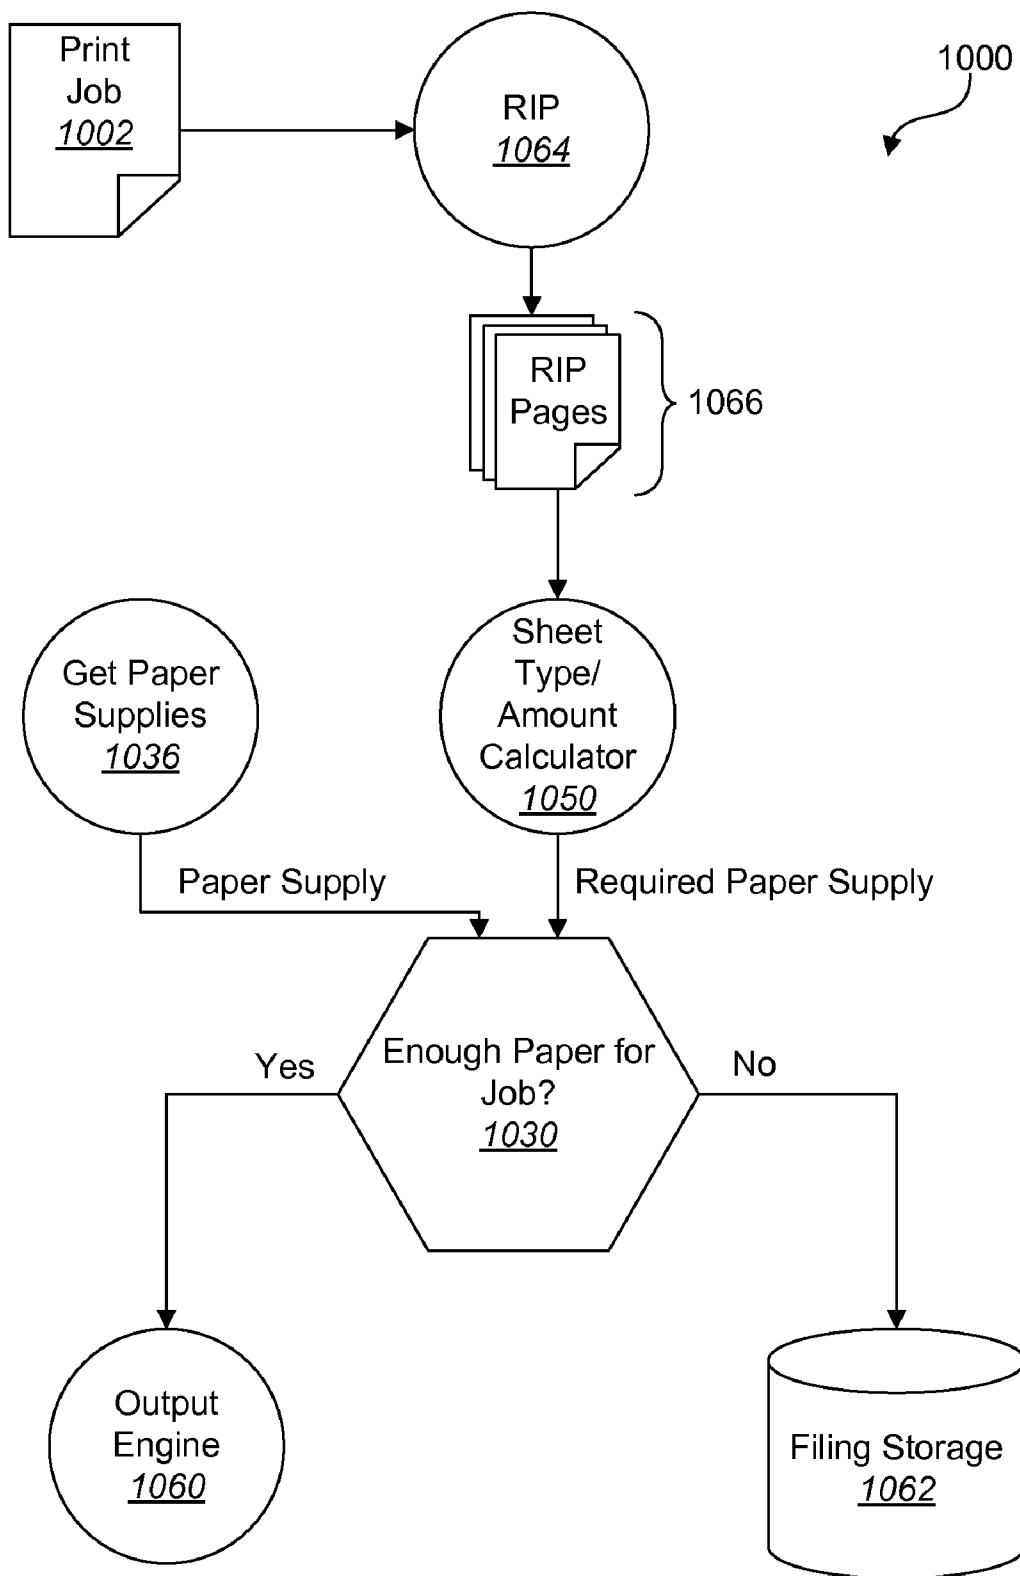 Print
Job
1002
RIP
1064
1000
RIP
Pages
1066
Get Paper
Supplies
1036
Sheet
Type/
Amount
Calculator
1050
Paper Supply
Required Paper Supply
Enough Paper for
Job?
1030
Yes
No
Output
Engine
1060
Filing Storage
1062